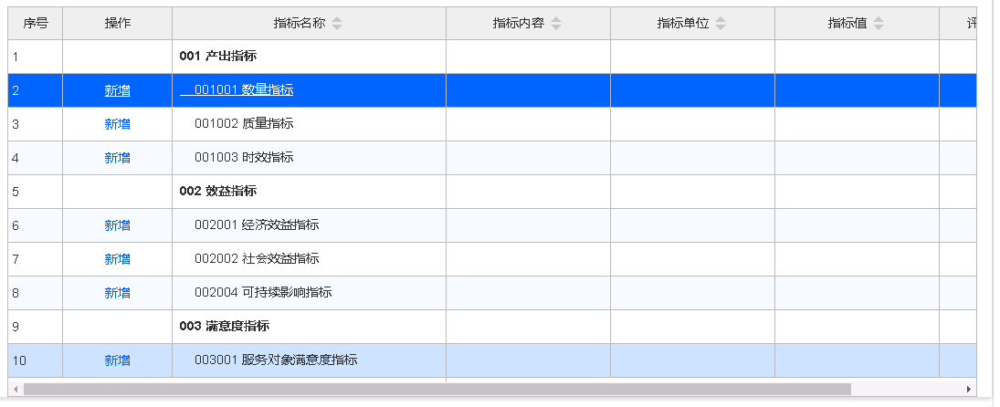 序号 操作 指标名称 指标内容 指标单位 指标值 评
1 001 产出指标
2 新增 001001 数量指标
3 新增 001002 质量指标
4 新增 001003 时效指标
5 002 效益指标
6 新增 002001 经济效益指标
7 新增 002002 社会效益指标
8 新增 002004 可持续影响指标
9 003 满意度指标
10 新增 003001 服务对象满意度指标